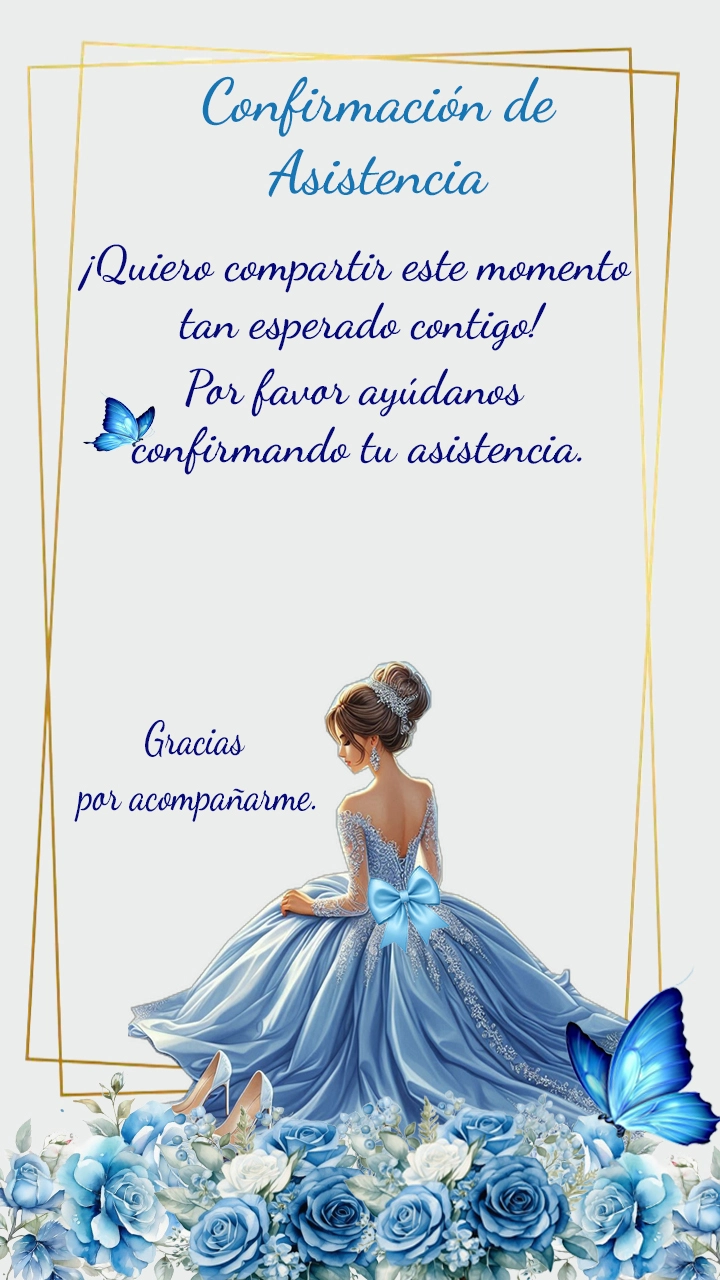 Confirmación de
Asistencia
¡Quiero compartir este momento
tan esperado contigo!
Por favor ayúdanos
confirmando tu asistencia.
Gracias
por acompañarme.